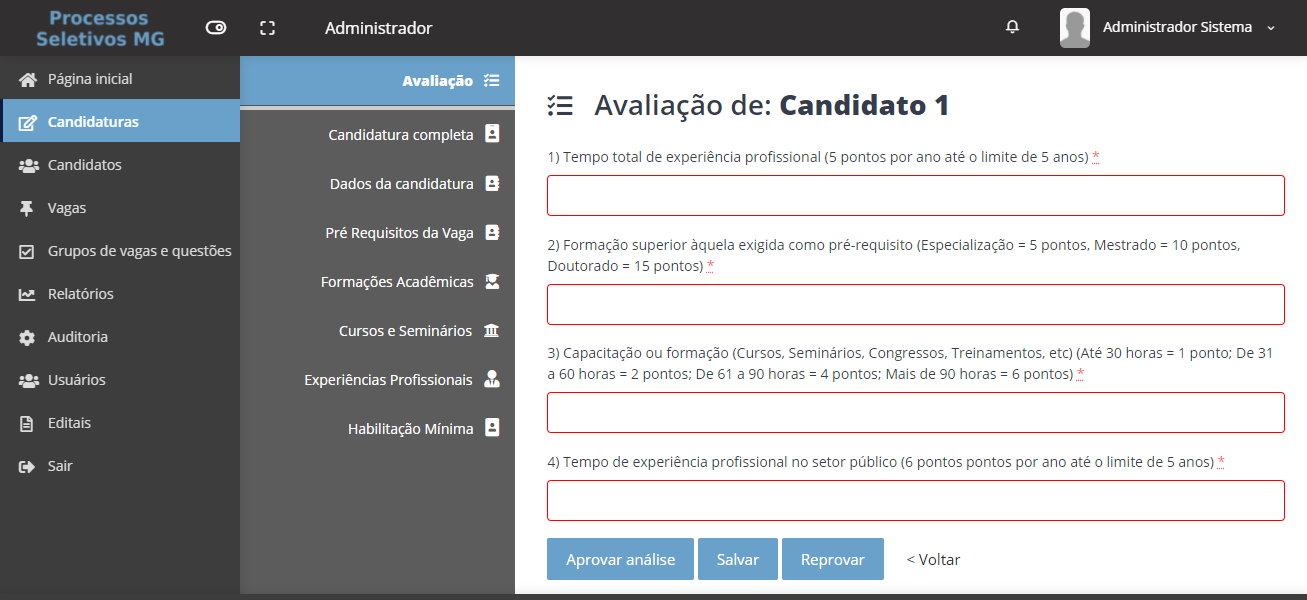 Processos
Seletivos MG
Administrador
Administrador Sistema
Página inicial
Candidaturas
Candidatos
Vagas
Grupos de vagas e questões
Relatórios
Auditoria
Usuários
Editais
Sair
Avaliação
Candidatura completa
Dados da candidatura
Pré Requisitos da Vaga
Formações Acadêmicas
Cursos e Seminários
Experiências Profissionais
Habilitação Mínima
Avaliação de: Candidato 1
1) Tempo total de experiência profissional (5 pontos por ano até o limite de 5 anos) *
2) Formação superior àquela exigida como pré-requisito (Especialização = 5 pontos, Mestrado = 10 pontos,
Doutorado = 15 pontos) *
3) Capacitação ou formação (Cursos, Seminários, Congressos, Treinamentos, etc) (Até 30 horas = 1 ponto; De 31
a 60 horas = 2 pontos; De 61 a 90 horas = 4 pontos; Mais de 90 horas = 6 pontos) *
4) Tempo de experiência profissional no setor público (6 pontos pontos por ano até o limite de 5 anos) *
Aprovar análise
Salvar
Reprovar
< Voltar